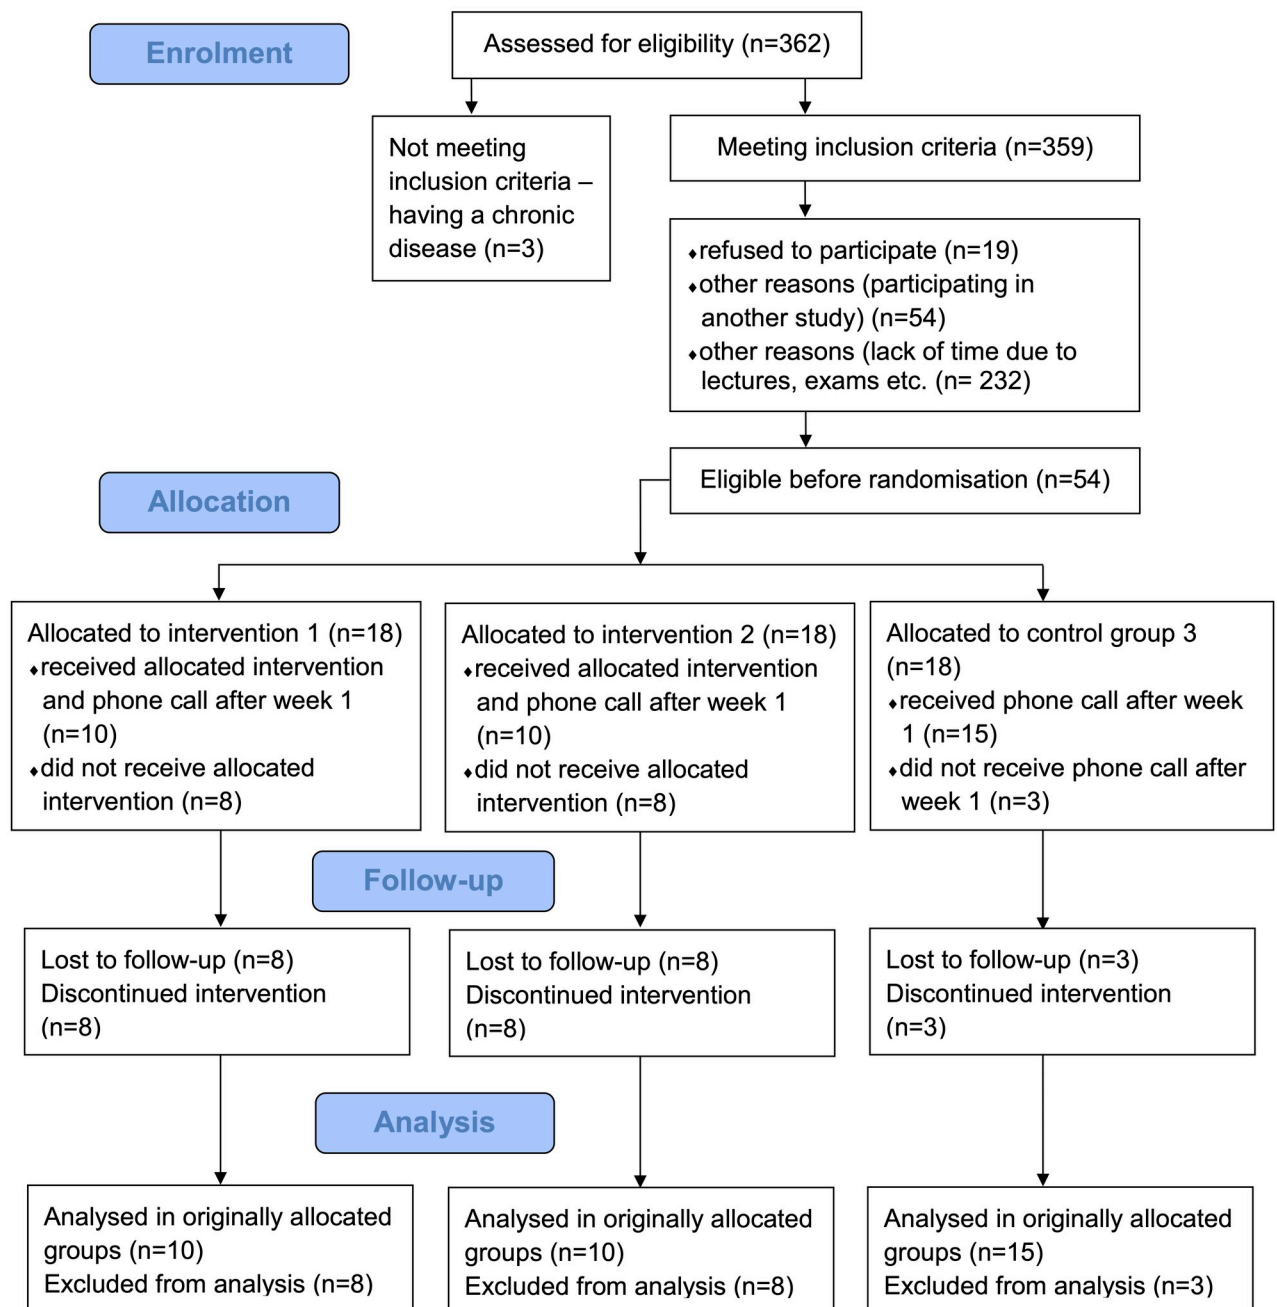 Enrolment
Assessed for eligibility (n=362)
Not meeting
inclusion criteria –
having a chronic
disease (n=3)
Meeting inclusion criteria (n=359)
⬧refused to participate (n=19)
⬧other reasons (participating in
another study) (n=54)
⬧other reasons (lack of time due to
lectures, exams etc. (n= 232)
Eligible before randomisation (n=54)
Allocation
Allocated to intervention 1 (n=18)
⬧received allocated intervention
and phone call after week 1
(n=10)
⬧did not receive allocated
intervention (n=8)
Allocated to intervention 2 (n=18)
⬧received allocated intervention
and phone call after week 1
(n=10)
⬧did not receive allocated
intervention (n=8)
Allocated to control group 3
(n=18)
⬧received phone call after week
1 (n=15)
⬧did not receive phone call after
week 1 (n=3)
Follow-up
Lost to follow-up (n=8)
Discontinued intervention
(n=8)
Lost to follow-up (n=8)
Discontinued intervention
(n=8)
Lost to follow-up (n=3)
Discontinued intervention
(n=3)
Analysis
Analysed in originally allocated
groups (n=10)
Excluded from analysis (n=8)
Analysed in originally allocated
groups (n=10)
Excluded from analysis (n=8)
Analysed in originally allocated
groups (n=15)
Excluded from analysis (n=3)